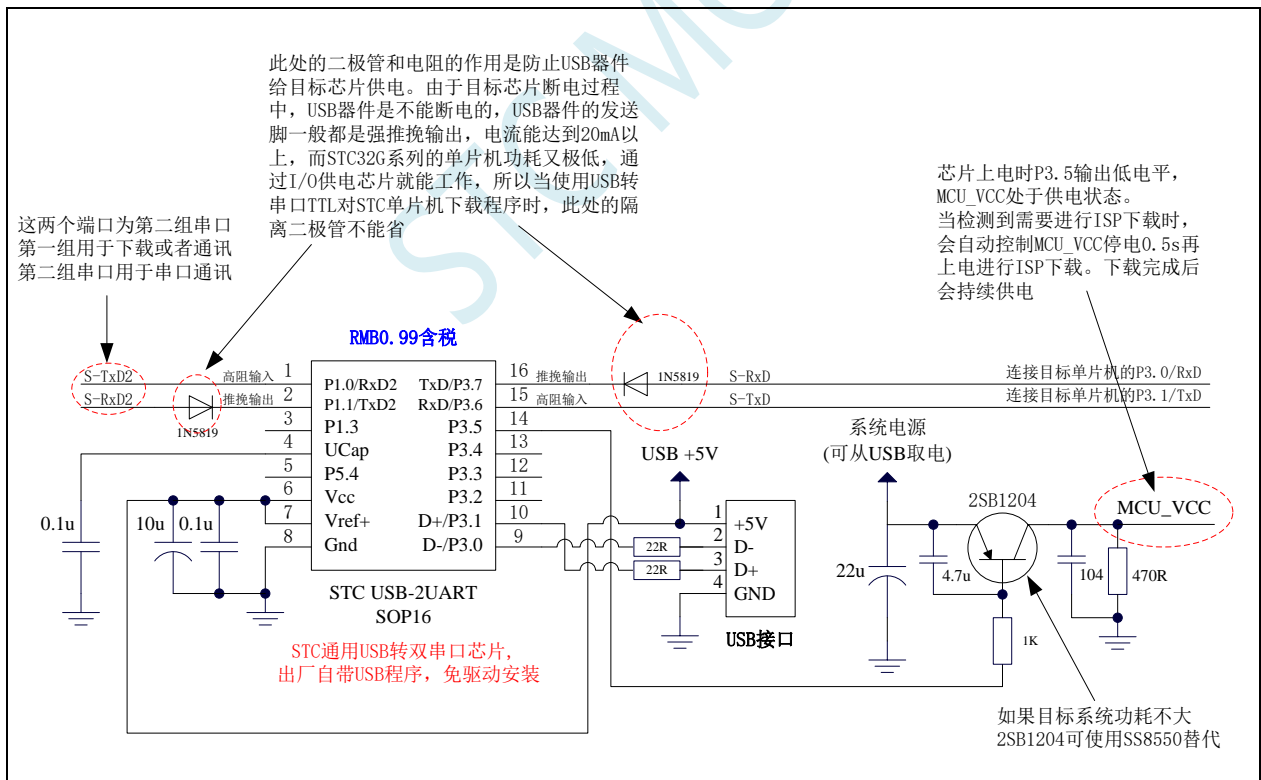 此处的二极管和电阻的作用是防止USB器件
给目标芯片供电。由于目标芯片断电过程
中，USB器件是不能断电的，USB器件的发送
脚一般都是强推挽输出，电流能达到20mA以
上，而STC32G系列的单片机功耗又极低，通
过I/O供电芯片就能工作，所以当使用USB转
串口TTL对STC单片机下载程序时，此处的隔
离二极管不能省
这两个端口为第二组串口
第一组用于下载或者通讯
第二组串口用于串口通讯
芯片上电时P3.5输出低电平，
MCU_VCC处于供电状态。
当检测到需要进行ISP下载时，
会自动控制MCU_VCC停电0.5s再
上电进行ISP下载。下载完成后
会持续供电
STC MC
RMB0.99含税
S-TxD2
高阻输入
1
P1.0/RxD2
TxD/P3.7
16
推挽输出
1N5819
S-RxD
连接目标单片机的P3.0/RxD
S-RxD2
1N5819
推挽输出
2
P1.1/TxD2
RxD/P3.6
15
高阻输入
S-TxD
连接目标单片机的P3.1/TxD
3
P1.3
P3.5
14
4
UCap
P3.4
13
5
P5.4
P3.3
12
6
Vcc
P3.2
11
7
Vref+
D+/P3.1
10
8
Gnd
D-/P3.0
9
0.1u
10u
0.1u
STC USB-2UART
SOP16
STC通用USB转双串口芯片,
出厂自带USB程序，免驱动安装
USB +5V
22R
22R
1
+5V
2
D-
3
D+
4
GND
USB接口
系统电源
(可从USB取电)
2SB1204
MCU_VCC
22u
4.7u
104
470R
1K
如果目标系统功耗不大
2SB1204可使用SS8550替代